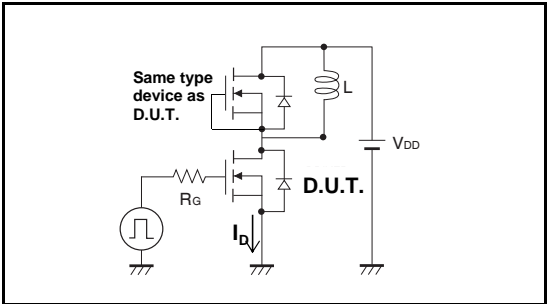 Same type
device as
D.U.T.
L
VDD
D.U.T.
RG
ID